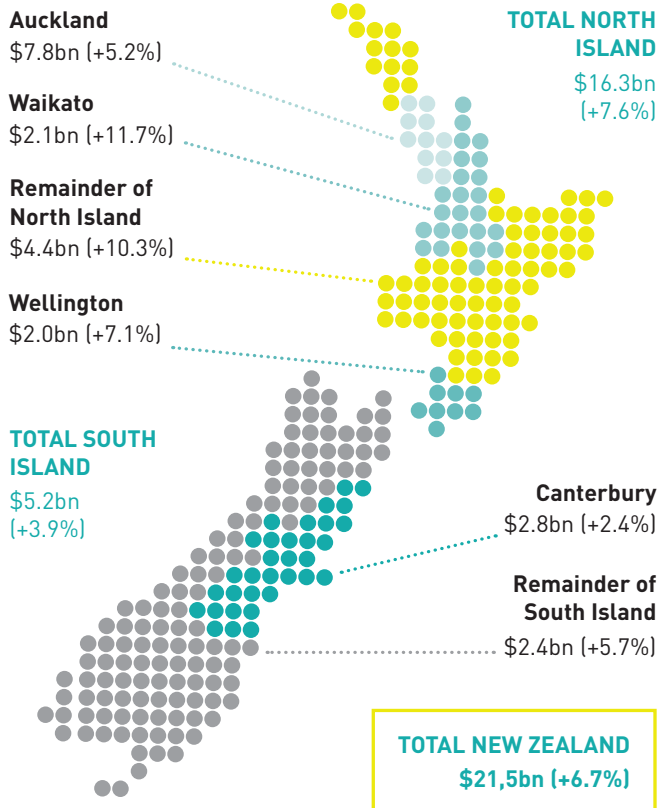 Auckland
$7.8bn (+5.2%)
TOTAL NORTH
ISLAND
$16.3bn
(+7.6%)
Waikato
$2.1bn (+11.7%)
Remainder of
North Island
$4.4bn (+10.3%)
Wellington
$2.0bn (+7.1%)
TOTAL SOUTH
ISLAND
$5.2bn
(+3.9%)
Canterbury
$2.8bn (+2.4%)
Remainder of
South Island
$2.4bn (+5.7%)
TOTAL NEW ZEALAND
$21,5bn (+6.7%)